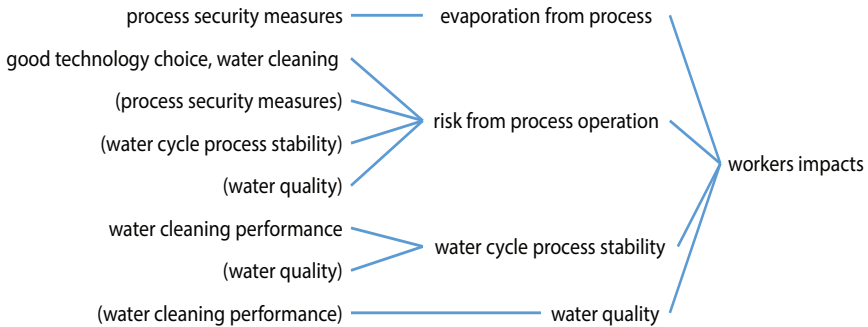 process security measures
evaporation from process
good technology choice, water cleaning
(process security measures)
risk from process operation
(water cycle process stability)
workers impacts
(water quality)
water cleaning performance
water cycle process stability
(water quality)
(water cleaning performance)
water quality